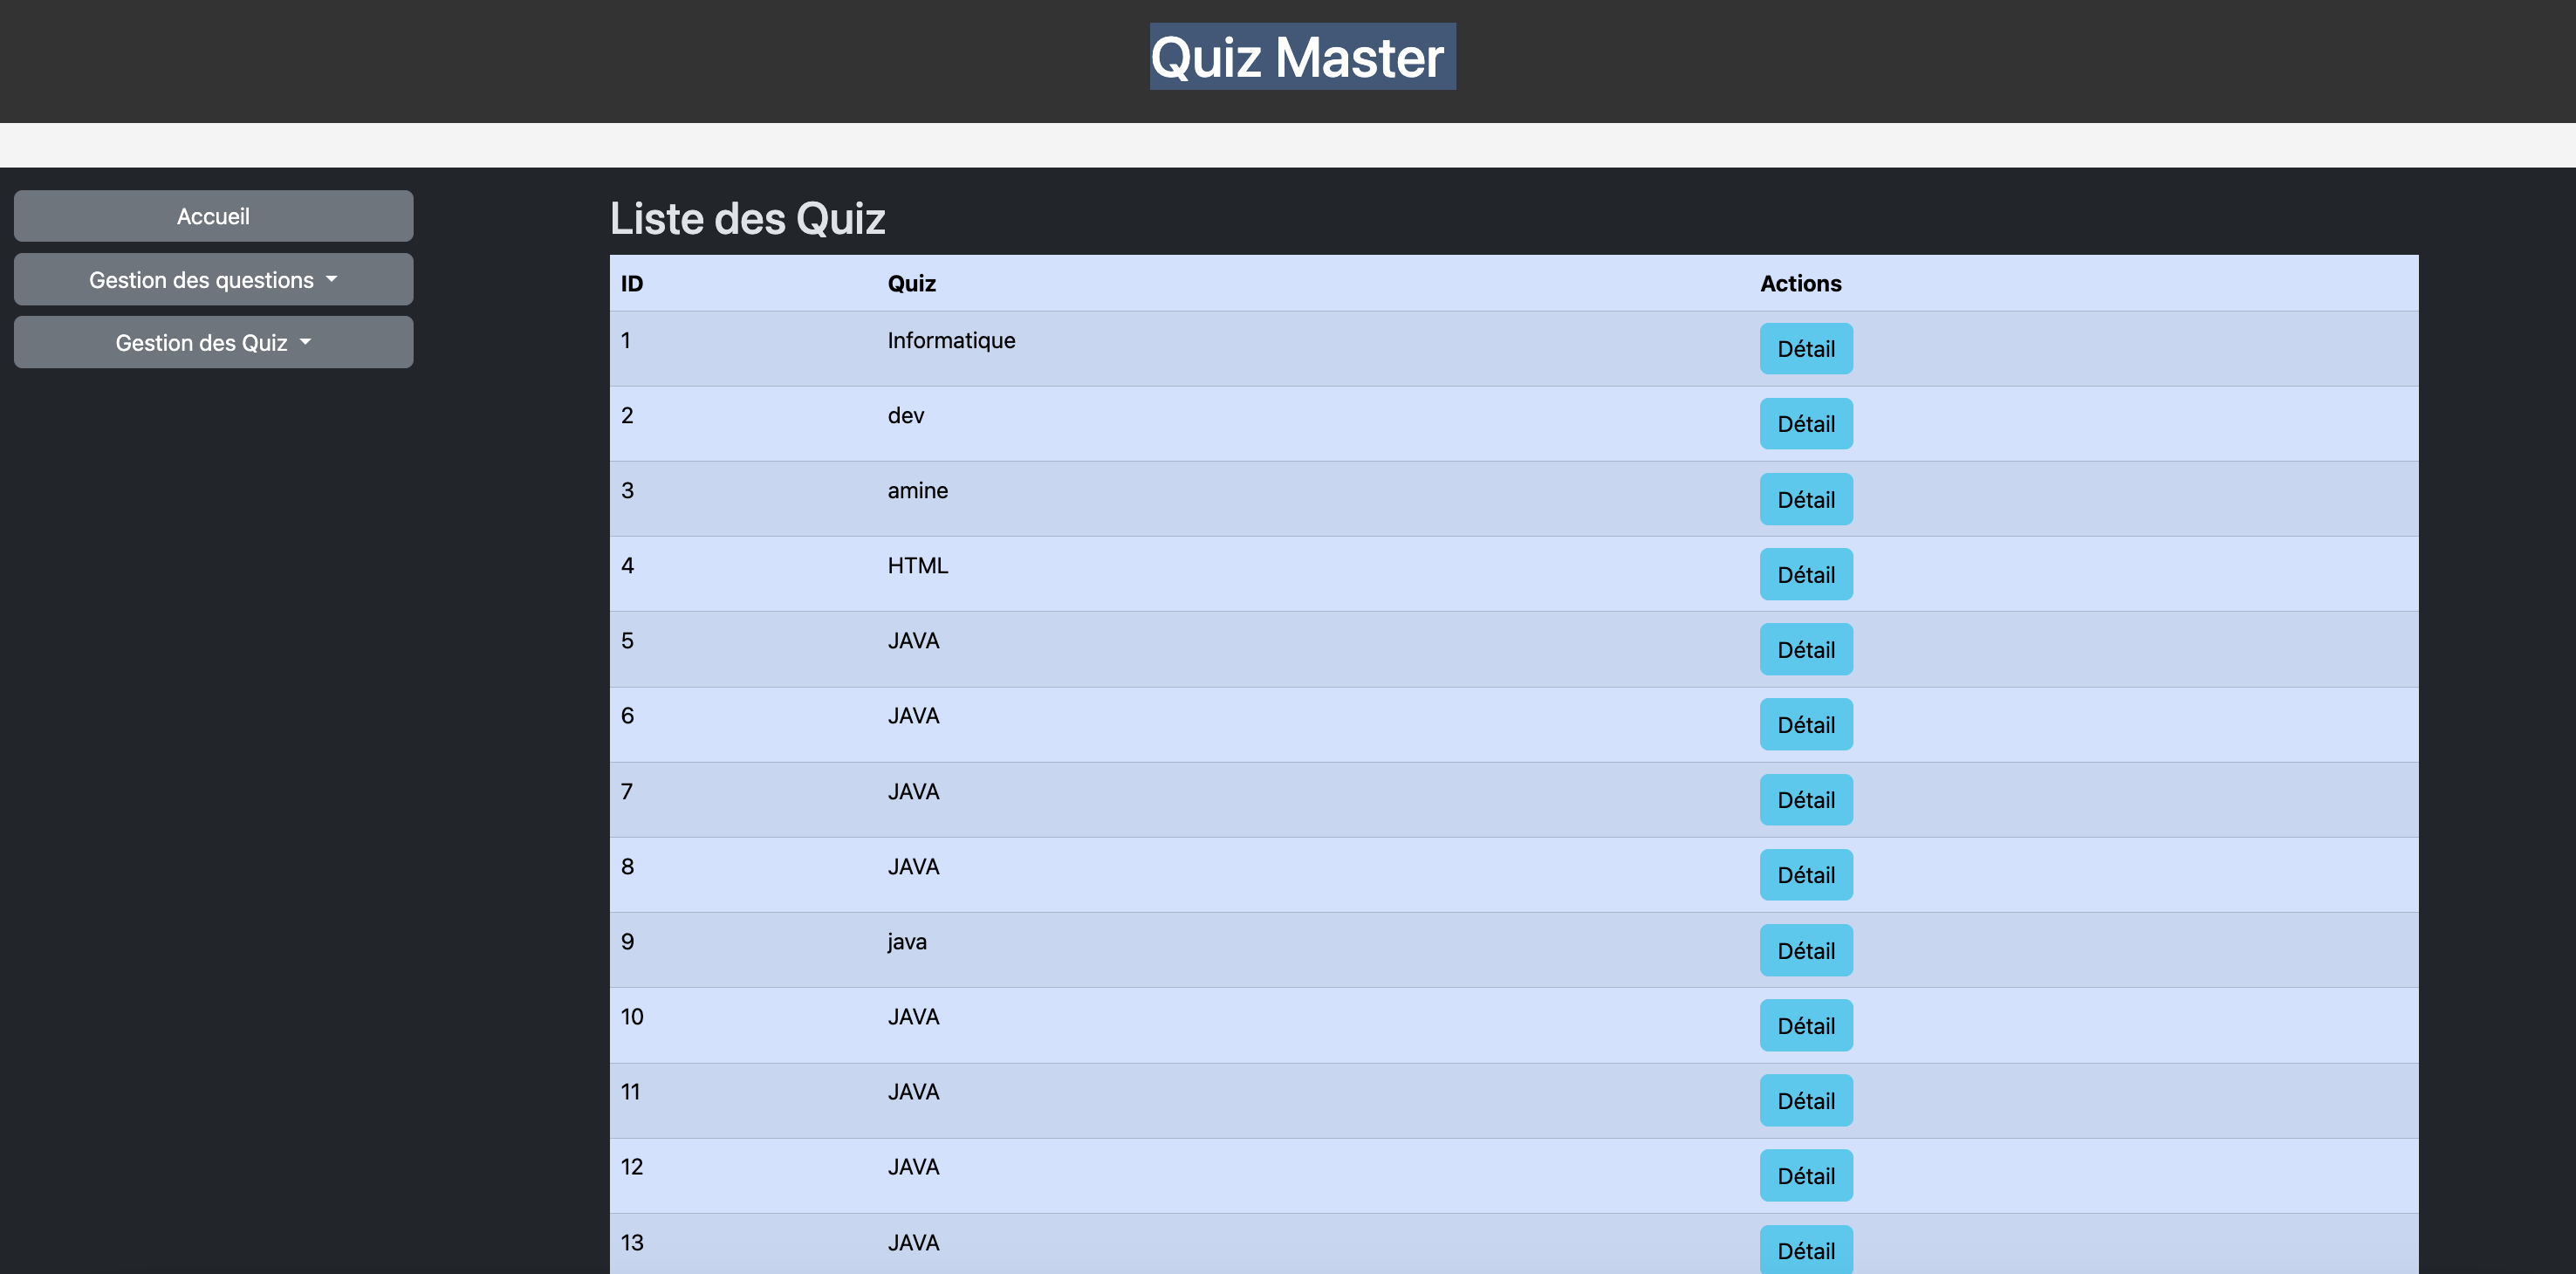 Quiz Master
Accueil
Gestion des questions
Gestion des Quiz
Liste des Quiz
ID Quiz Actions
1 Informatique Détail
2 dev Détail
3 amine Détail
4 HTML Détail
5 JAVA Détail
6 JAVA Détail
7 JAVA Détail
8 JAVA Détail
9 java Détail
10 JAVA Détail
11 JAVA Détail
12 JAVA Détail
13 JAVA Détail